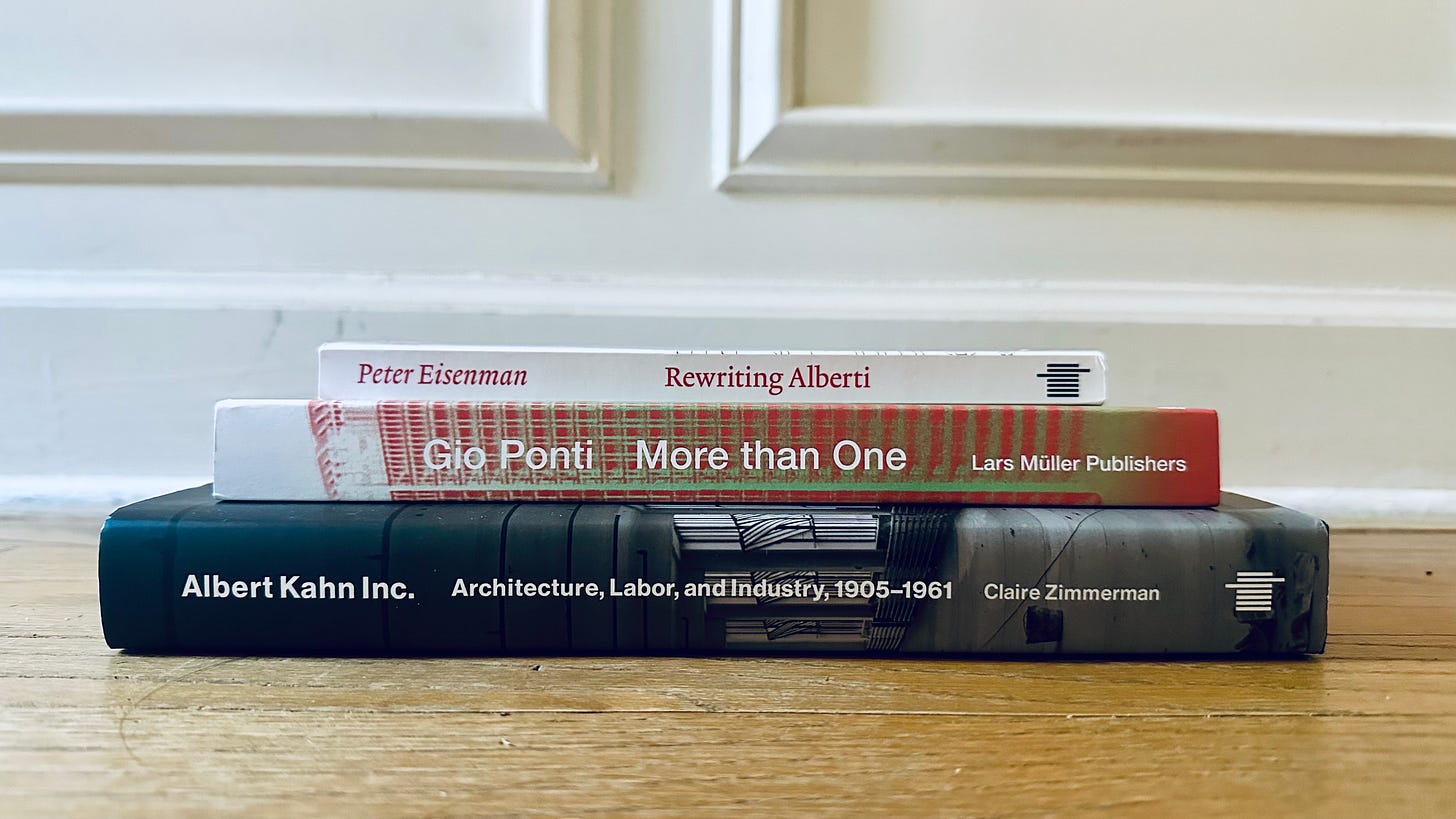 Peter Eisenman Rewriting Alberti
Gio Ponti More than One Lars Müller Publishers
Albert Kahn Inc. Architecture, Labor, and Industry, 1905–1961 Claire Zimmerman